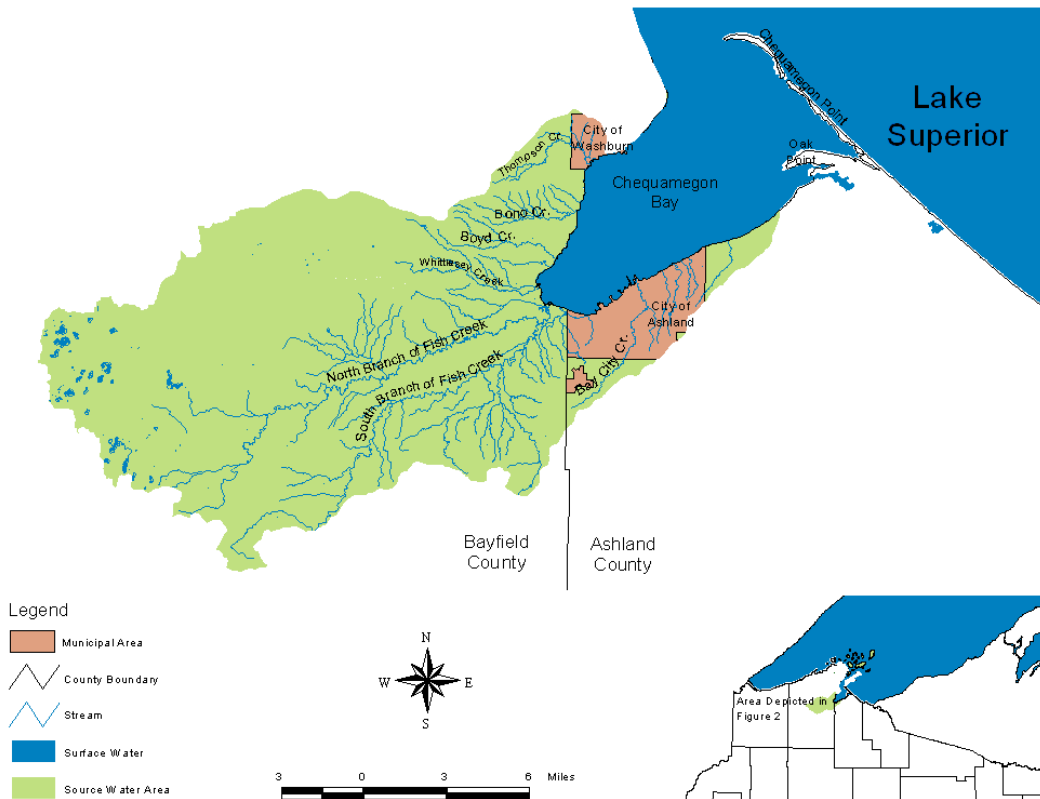 Chequamegon Point
Lake
Superior
City of
Washburn
Oak
Point
Thompson Cr.
Chequamegon
Bay
Bono Cr.
Boyd Cr.
Whittlesey Creek
City of
Ashland
North Branch of Fish Creek
Bay City Cr.
South Branch of Fish Creek
Bayfield
County
Ashland
County
Legend
Municipal Area
County Boundary
Stream
Surface Water
Source Water Area
N
W
E
S
3
0
3
6
Miles
Area Depicted in
Figure 2